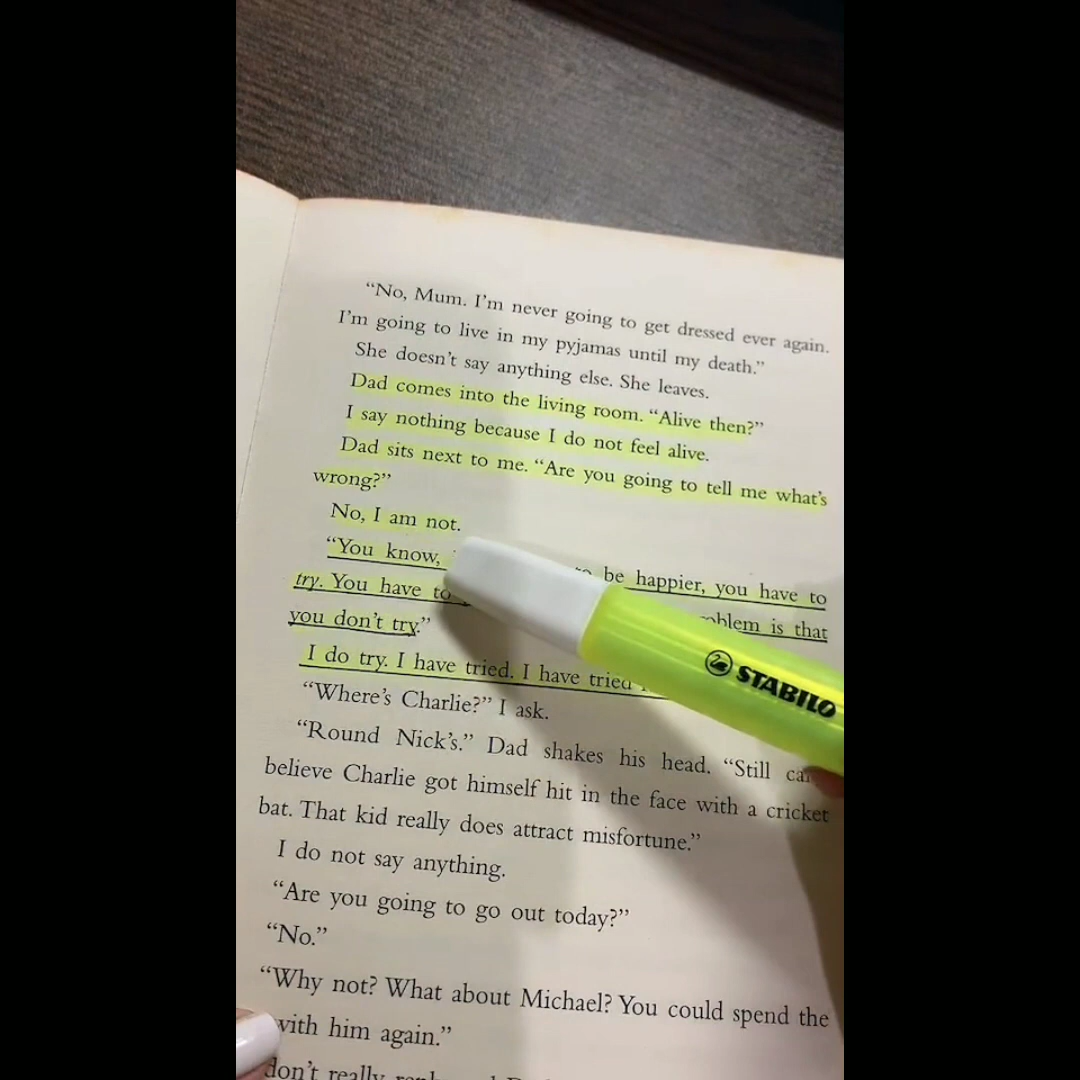 “No, Mum. I’m never going to get dressed ever again.
I’m going to live in my pyjamas until my death.”
She doesn’t say anything else. She leaves.
Dad comes into the living room. “Alive then?”
I say nothing because I do not feel alive.
Dad sits next to me. “Are you going to tell me what’s
wrong?”
No, I am not.
“You know, be happier, you have to
try. You have to is that
you don’t try.”
I do try. I have tried. I have tried
“Where’s Charlie?” I ask.
“Round Nick’s.” Dad shakes his head. “Still
believe Charlie got himself hit in the face with a cricket
bat. That kid really does attract misfortune.”
I do not say anything.
“Are you going to go out today?”
“No.”
“Why not? What about Michael? You could spend the
with him again.”
don’t really
STABILO